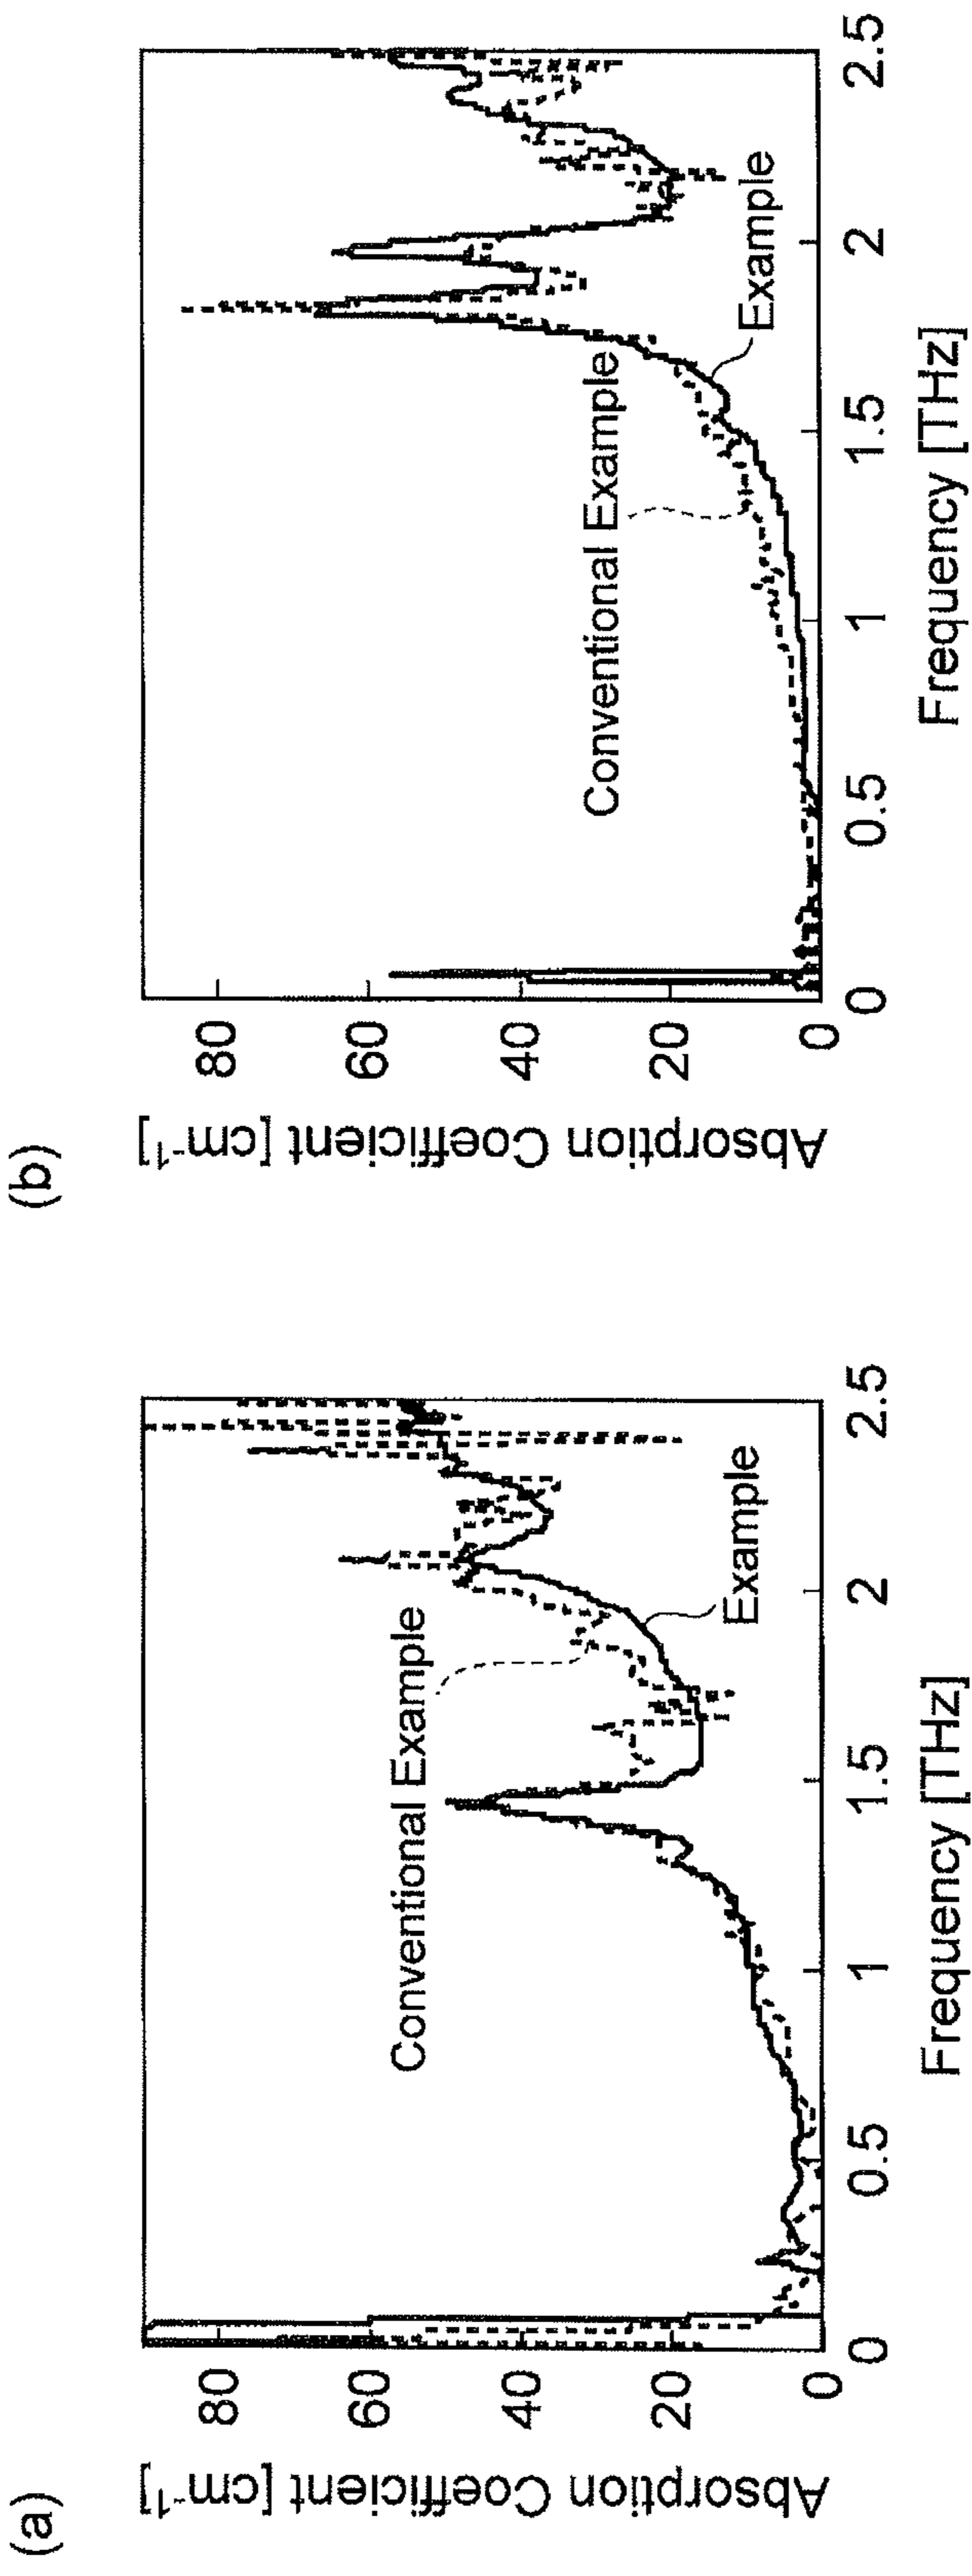 (a)
Absorption Coefficient [cm-1]
80
60
40
20
0
Conventional Example
Example
0
0.5
1
1.5
2
2.5
Frequency [THz]
(b)
Absorption Coefficient [cm-1]
80
60
40
20
0
Conventional Example
Example
0
0.5
1
1.5
2
2.5
Frequency [THz]